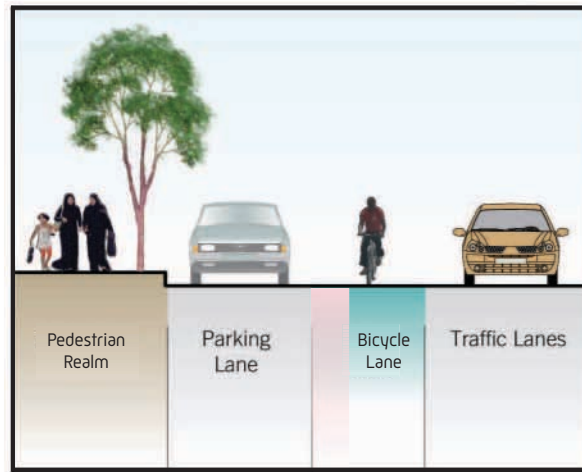 Pedestrian
Realm
Parking
Lane
Bicycle
Lane
Traffic Lanes